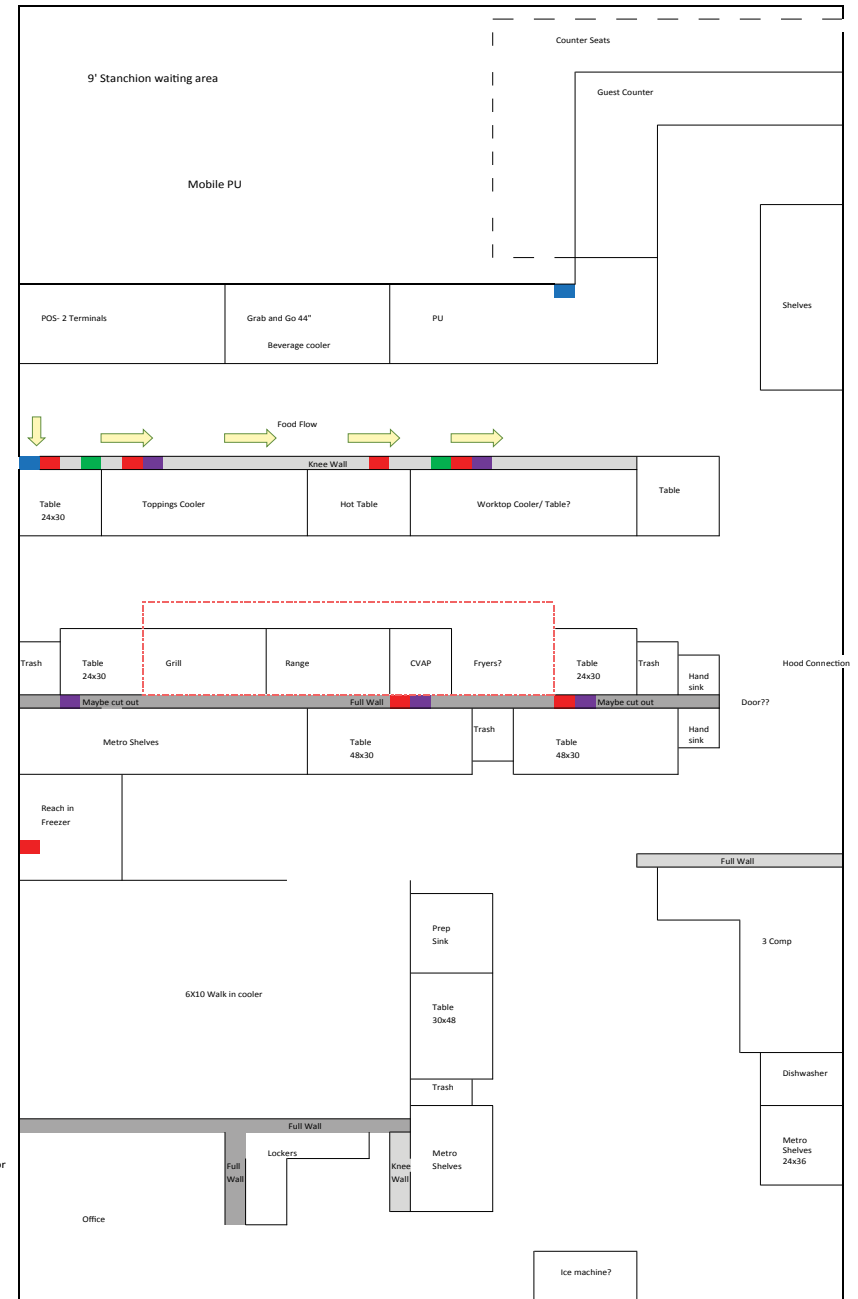 Counter Seats
9' Stanchion waiting area
Guest Counter
Mobile PU
Shelves
POS- 2 Terminals
Grab and Go 44"
PU
Beverage cooler
Food Flow
Knee Wall
Table
24x30
Toppings Cooler
Hot Table
Worktop Cooler/ Table?
Table
Trash
Table
24x30
Grill
Range
CVAP
Fryers?
Table
24x30
Trash
Hand
sink
Hood Connection
Maybe cut out
Full Wall
Maybe cut out
Door??
Metro Shelves
Table
48x30
Trash
Table
48x30
Hand
sink
Reach in
Freezer
Full Wall
Prep
Sink
3 Comp
6X10 Walk in cooler
Table
30x48
Dishwasher
Trash
Full Wall
Lockers
Full
Wall
Knee
Wall
Metro
Shelves
Metro
Shelves
24x36
or
Office
Ice machine?